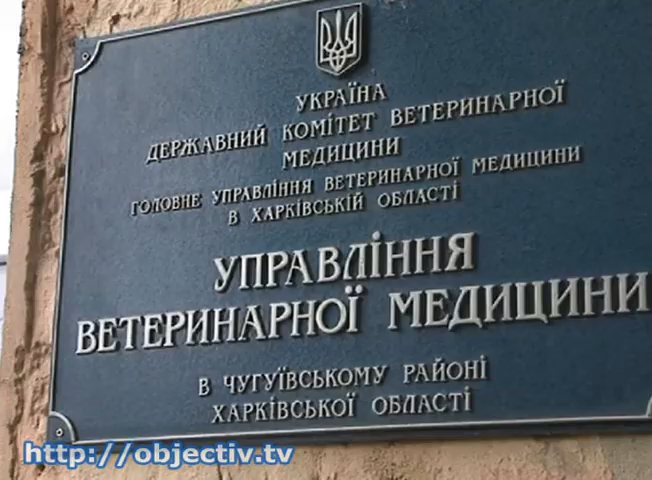 УКРАЇНА
ДЕРЖАВНИЙ КОМІТЕТ ВЕТЕРИНАРНОЇ
МЕДИЦИНИ
ГОЛОВНЕ УПРАВЛІННЯ ВЕТЕРИНАРНОЇ МЕДИЦИНИ
В ХАРКІВСЬКІЙ ОБЛАСТІ
УПРАВЛІННЯ
ВЕТЕРИНАРНОЇ МЕДИЦИНИ
В ЧУГУЇВСЬКОМУ РАЙОНІ
ХАРКІВСЬКОЇ ОБЛАСТІ
http://objectiv.tv